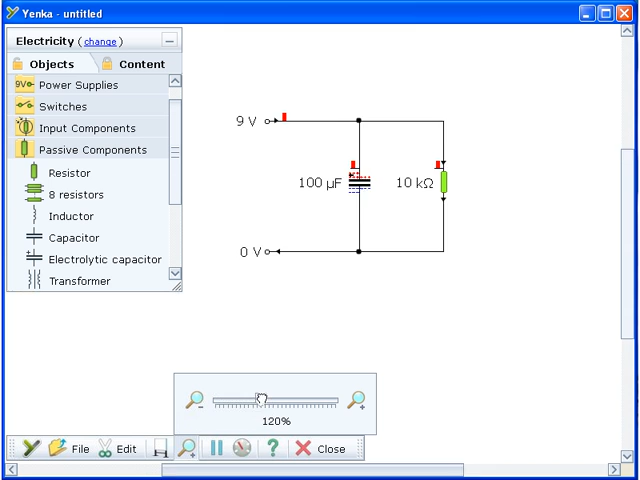 Yenka - untitled
Electricity (change)
Objects
Content
9V
Power Supplies
Switches
Input Components
Passive Components
Resistor
8 resistors
Inductor
Capacitor
Electrolytic capacitor
Transformer
9 V
100 µF
10 kΩ
0 V
120%
File
Edit
?
Close